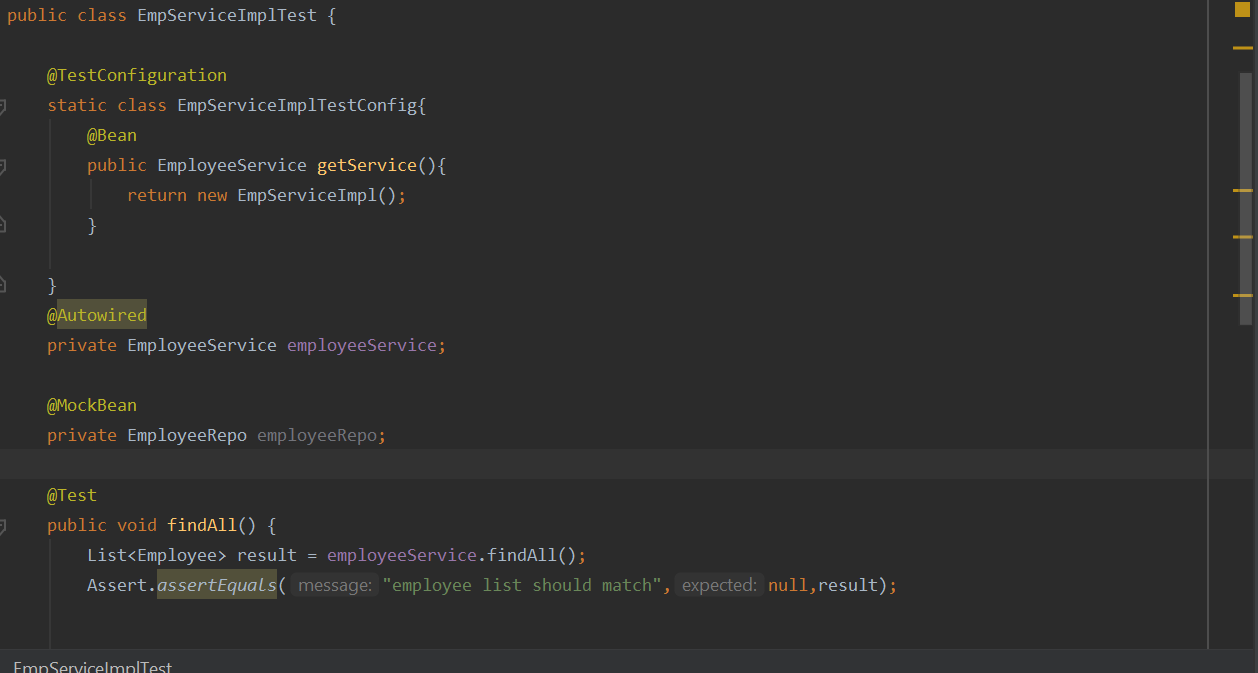 public class EmpServiceImplTest {
@TestConfiguration
static class EmpServiceImplTestConfig{
@Bean
public EmployeeService getService(){
return new EmpServiceImpl();
}
}
@Autowired
private EmployeeService employeeService;
@MockBean
private EmployeeRepo employeeRepo;
@Test
public void findAll() {
List<Employee> result = employeeService.findAll();
Assert.assertEquals( message: "employee list should match", expected: null,result);
EmpServiceImplTest